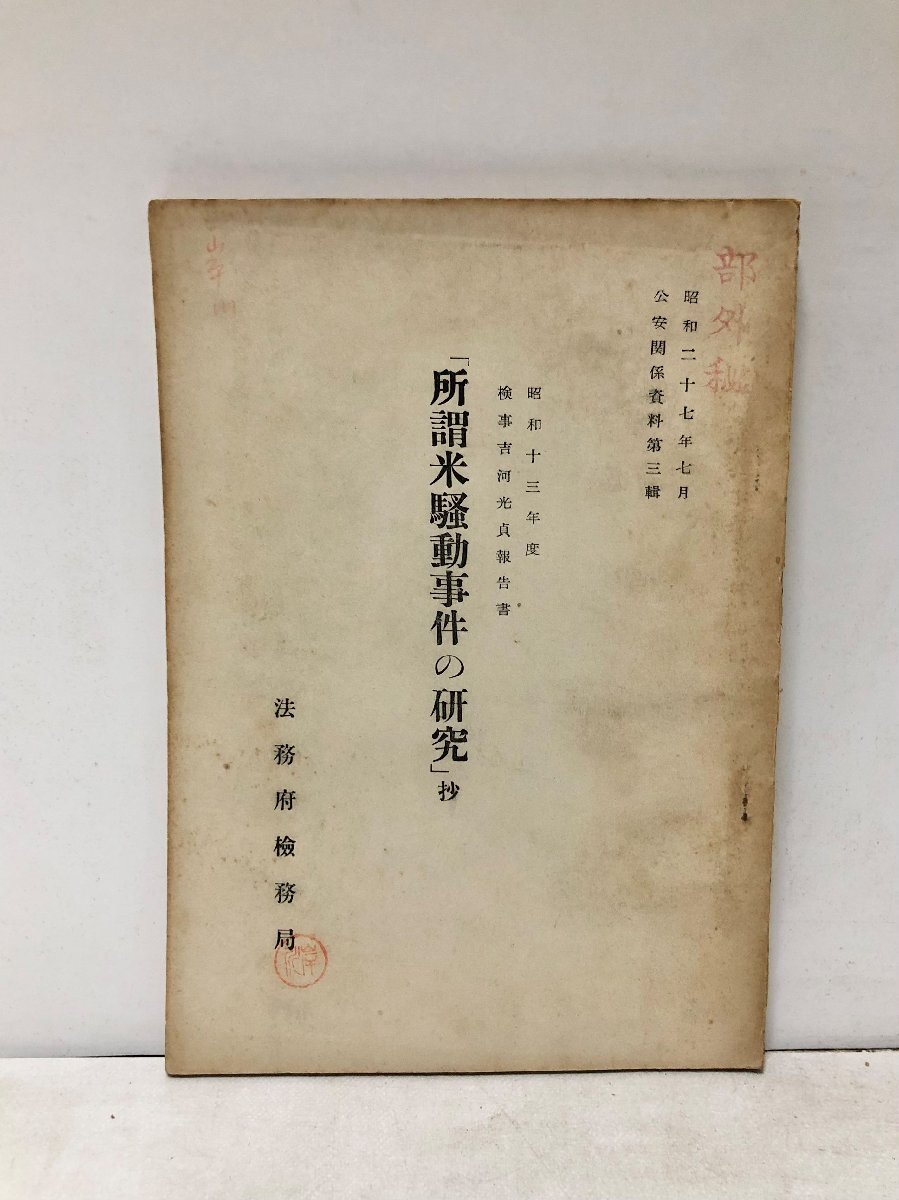 部外秘
昭和二十七年七月
公安関係資料第三輯
昭和十三年度
検事吉河光貞報告書
「所謂米騒動事件の研究」抄
法務府検務局